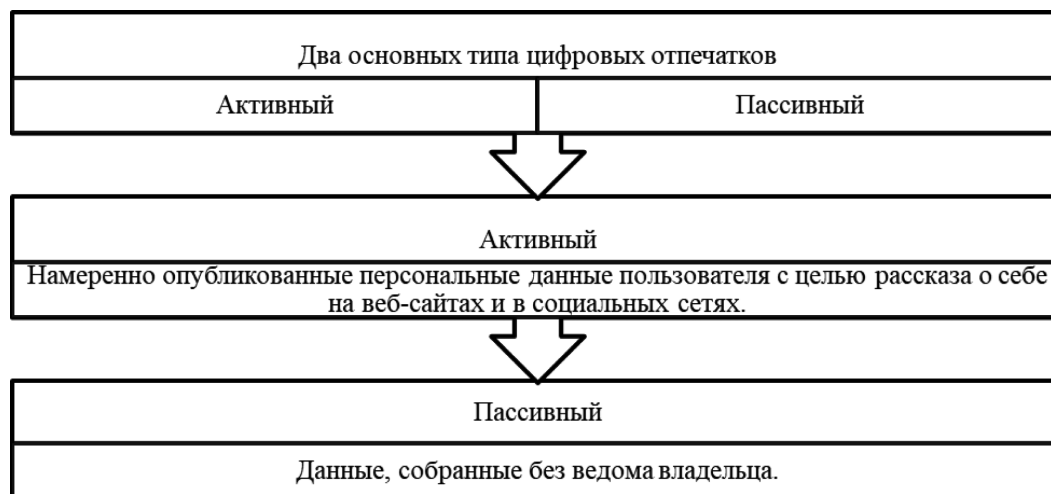 Два основных типа цифровых отпечатков
Активный
Пассивный
Активный
Намеренно опубликованные персональные данные пользователя с целью рассказа о себе
на веб-сайтах и в социальных сетях.
Пассивный
Данные, собранные без ведома владельца.